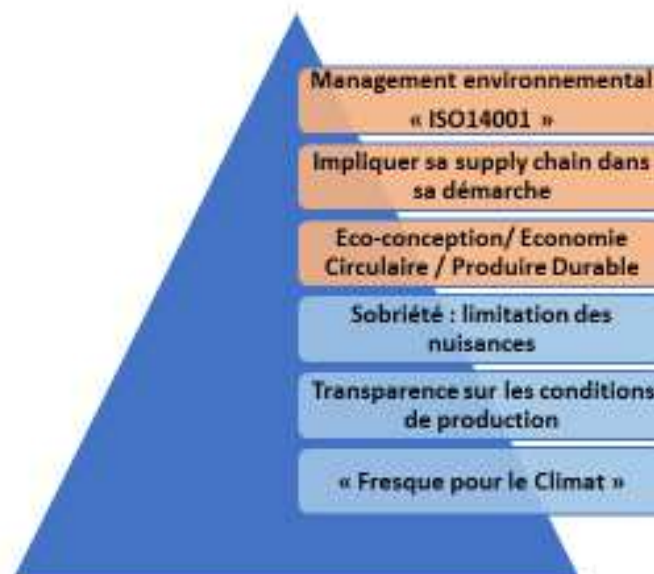 Management environnemental
« ISO14001 »
Impliquer sa supply chain dans
sa démarche
Eco-conception/ Economie
Circulaire / Produire Durable
Sobriété : limitation des
nuisances
Transparence sur les conditions
de production
« Fresque pour le Climat »